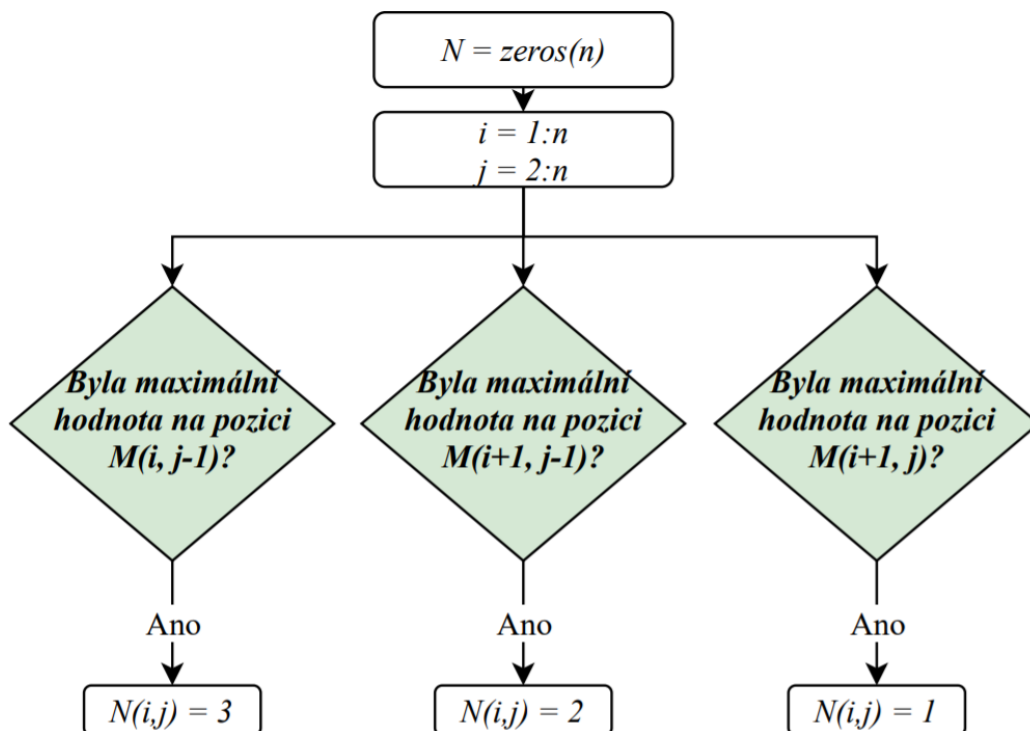 N = zeros(n)
i = 1:n
j = 2:n
Byla maximální
hodnota na pozici
M(i, j-1)?
Byla maximální
hodnota na pozici
M(i+1, j-1)?
Byla maximální
hodnota na pozici
M(i+1, j)?
Ano
Ano
Ano
N(i,j) = 3
N(i,j) = 2
N(i,j) = 1